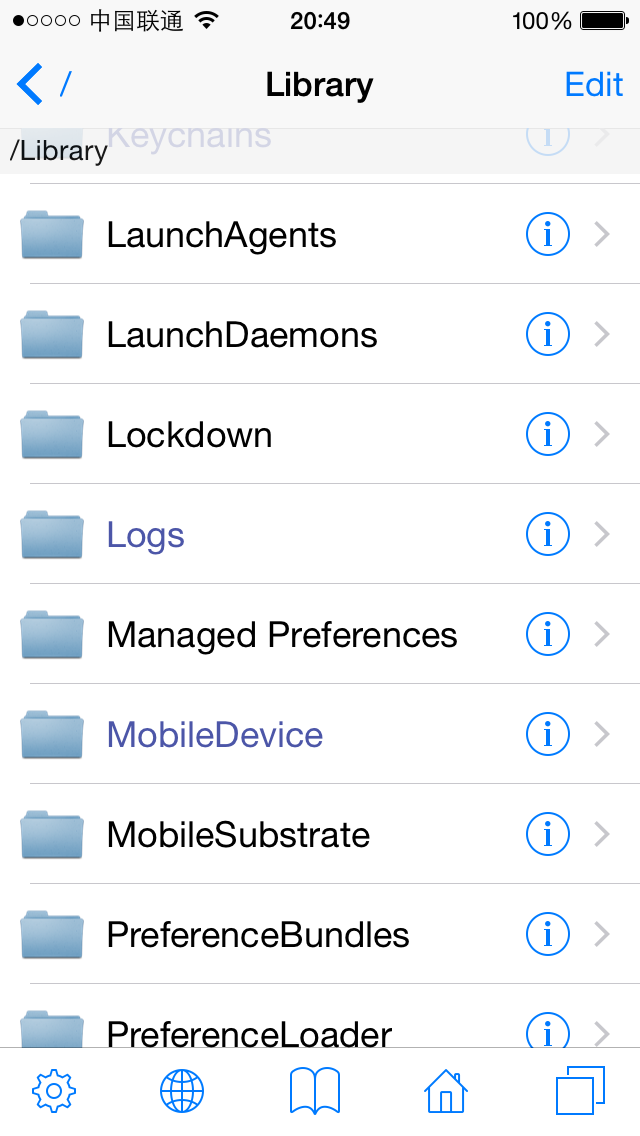 中国联通 20:49 100%
/ Library Edit
Keychains
/Library
LaunchAgents
LaunchDaemons
Lockdown
Logs
Managed Preferences
MobileDevice
MobileSubstrate
PreferenceBundles
PreferenceLoader